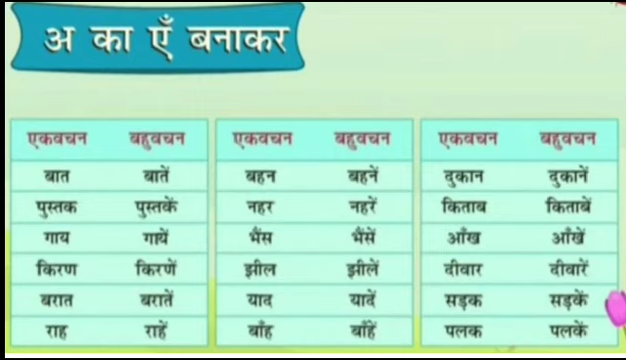 अ का एँ बनाकर
एकवचन बहुवचन एकवचन बहुवचन एकवचन बहुवचन
बात बातें बहन बहनें दुकान दुकानें
पुस्तक पुस्तकें नहर नहरें किताब किताबें
गाय गायें भैंस भैंसें आँख आँखें
किरण किरणें झील झीलें दीवार दीवारें
बरात बरातें याद यादें सड़क सड़कें
राह राहें बाँह बाँहें पलक पलकें